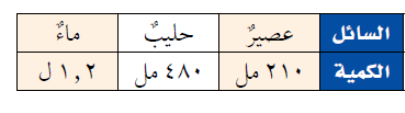 السائل عصيرٌ حليبٌ ماءٌ
الكمية ٢١٠ مل ٤٨٠ مل ١,٢ ل